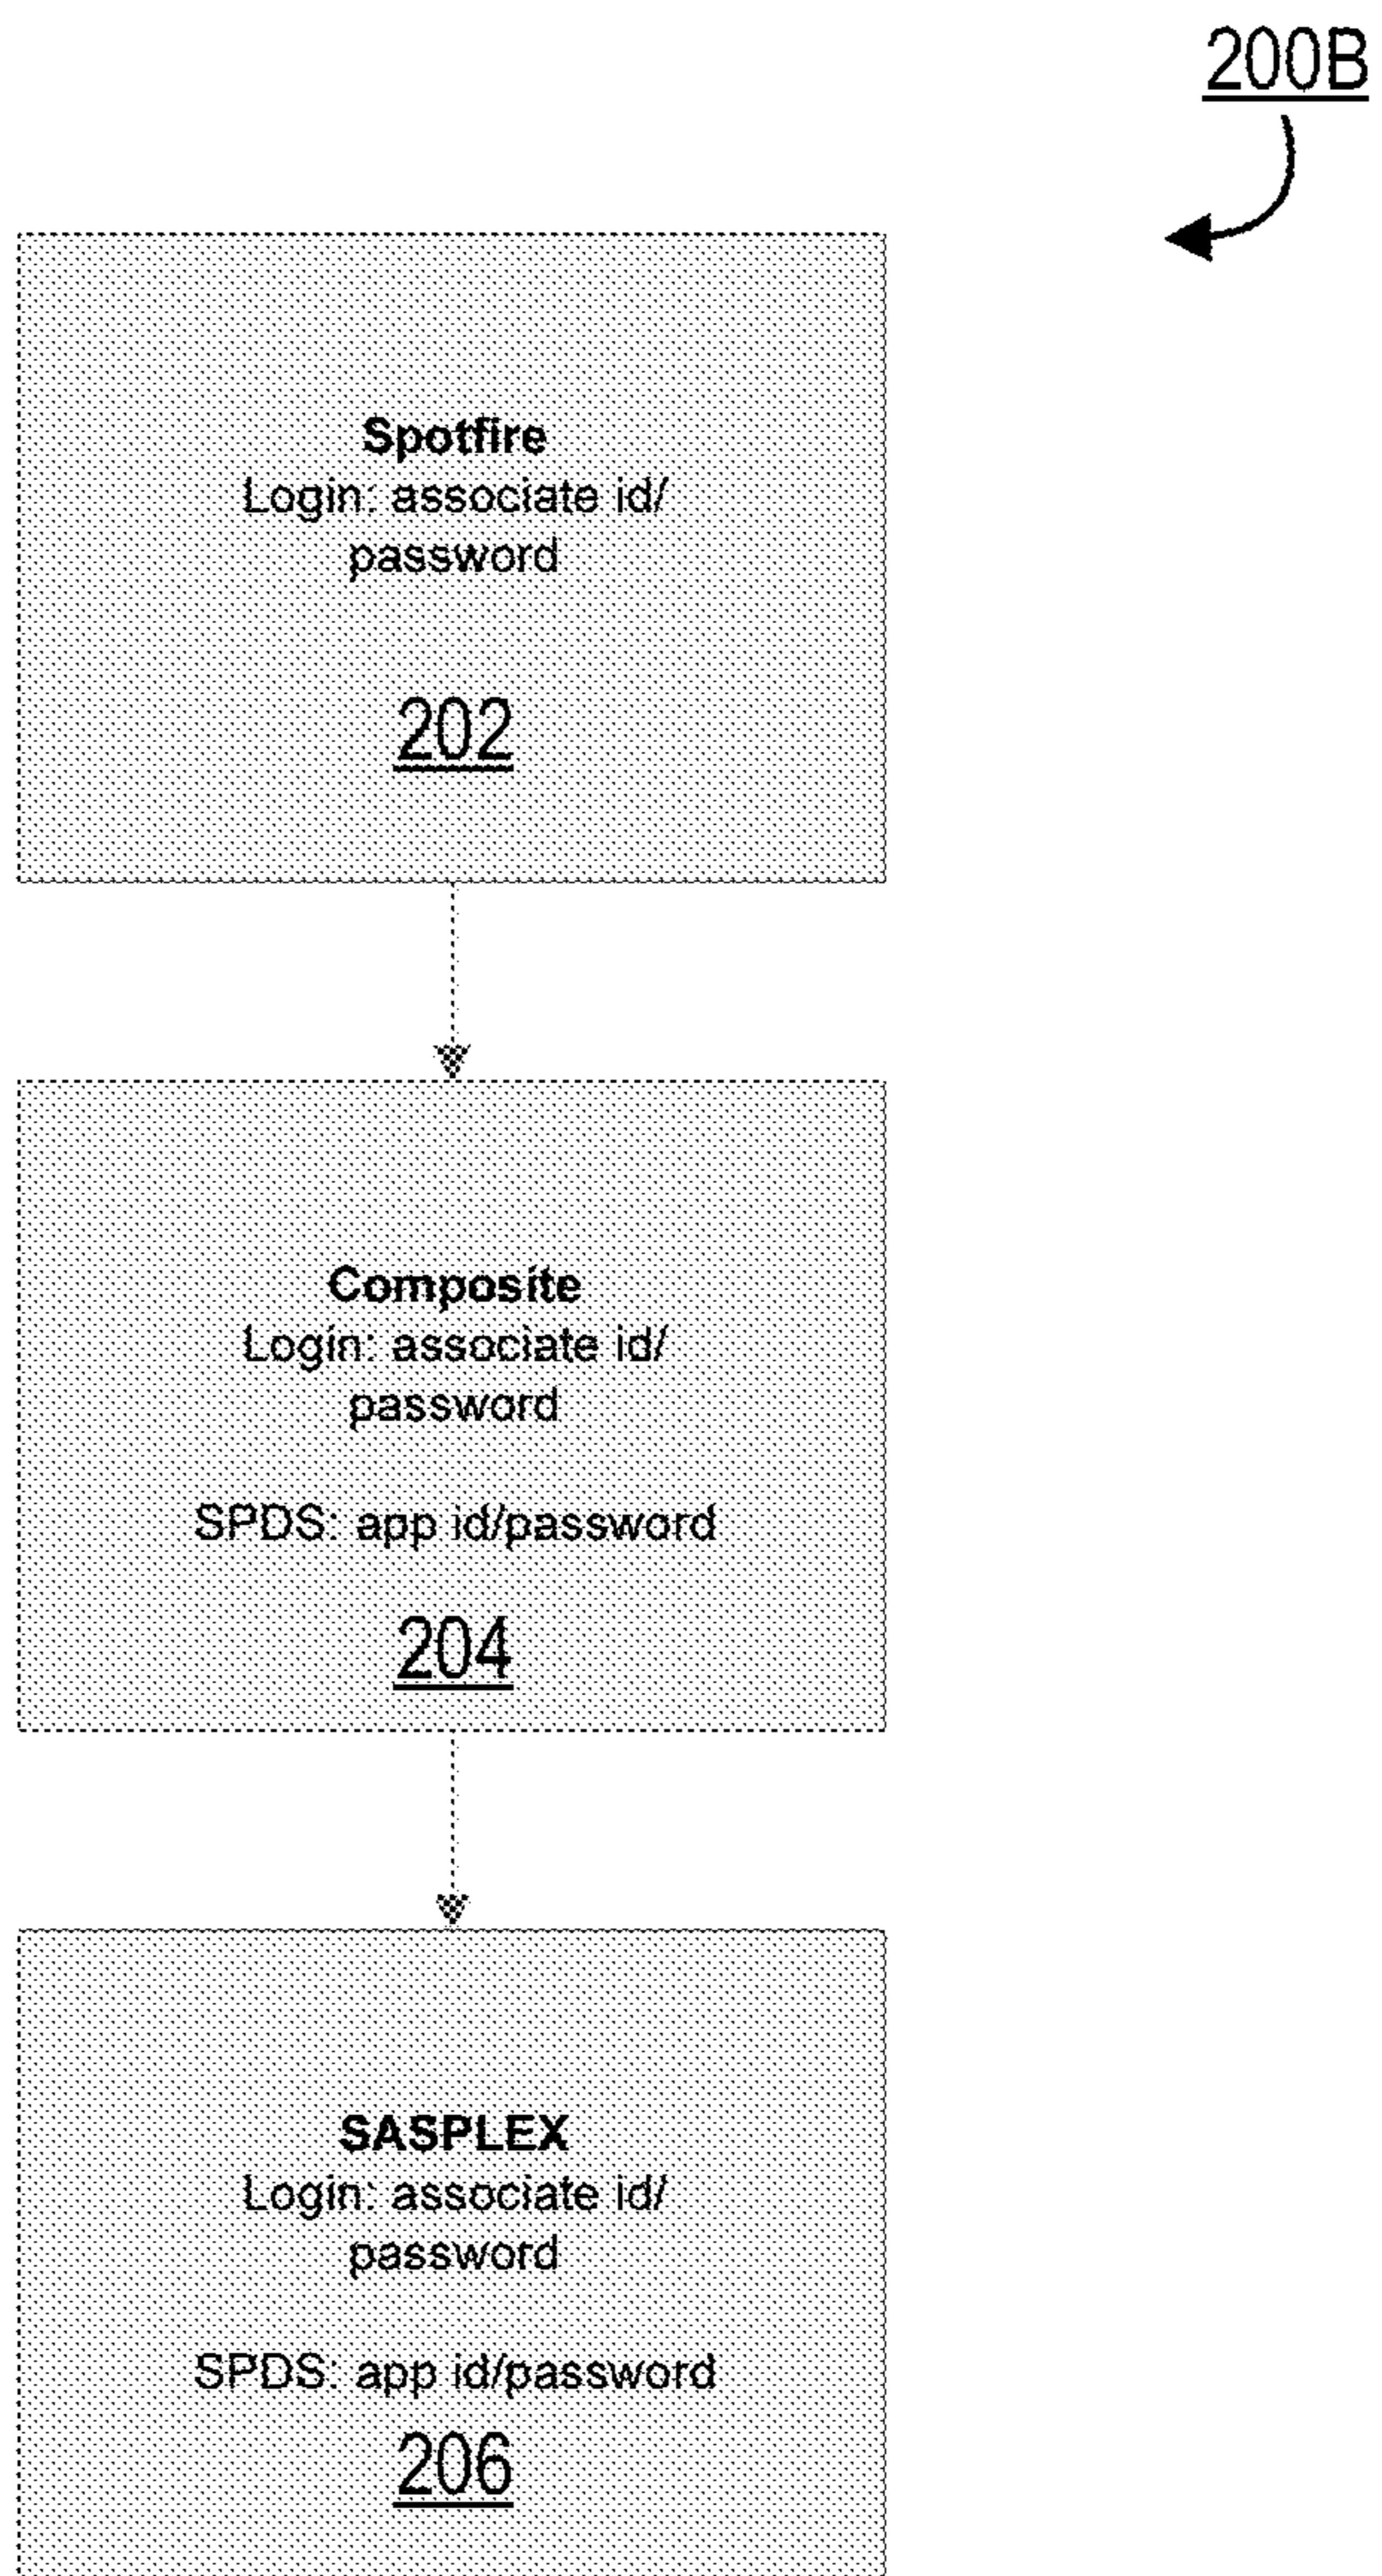 200B
Spotfire
Login: associate id/
password
202
Composite
Login: associate id/
password
SPDS: app id/password
204
SASPLEX
Login: associate id/
password
SPDS: app id/password
206